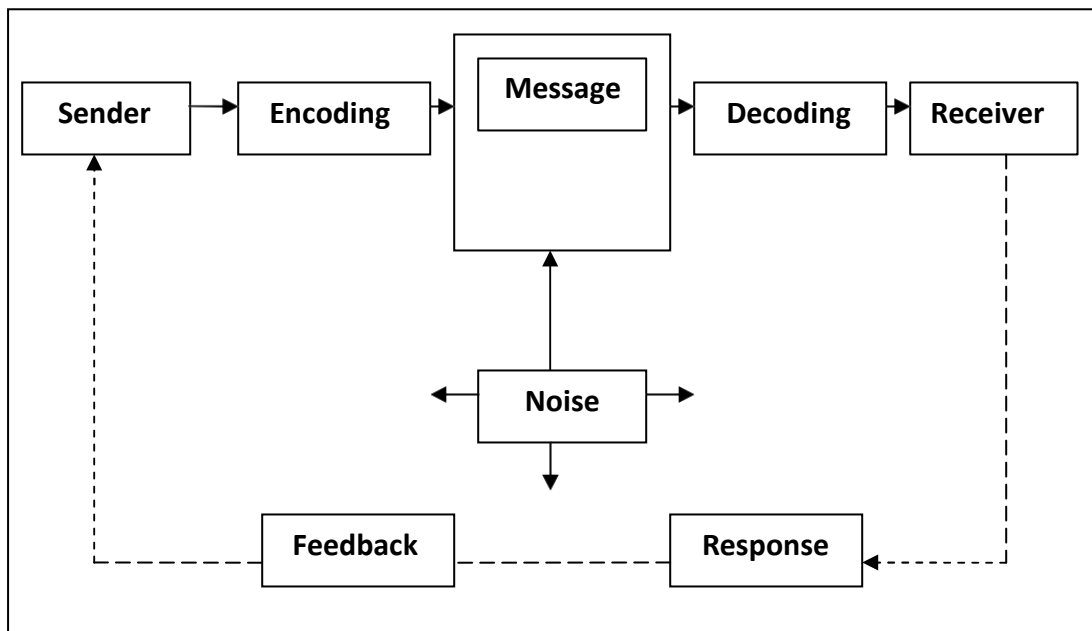 Sender
Encoding
Message
Decoding
Receiver
Noise
Feedback
Response